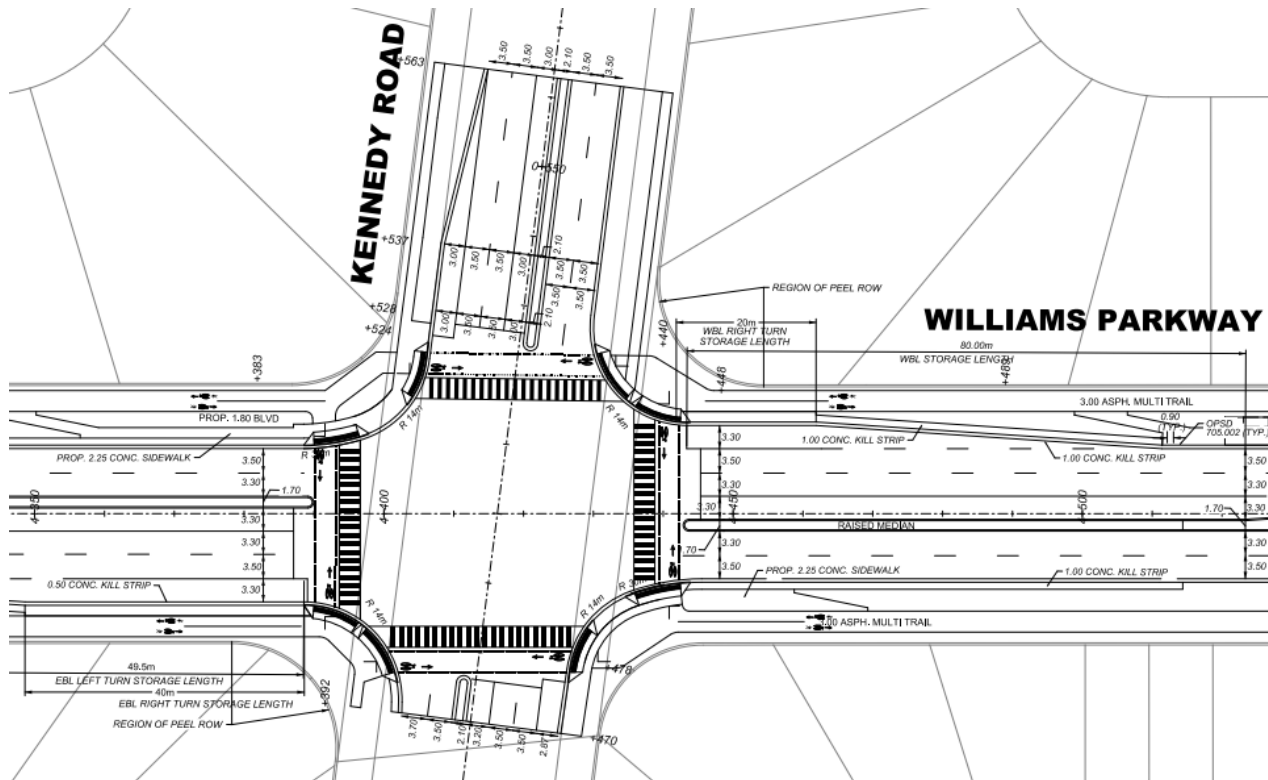 KENNEDY ROAD
WILLIAMS PARKWAY
+563
3.50
3.50
3.00
2.10
3.50
3.50
0+550
+537
3.00
3.50
3.50
3.00
2.10
3.50
3.50
+528
+524
3.00
3.50
3.50
3.00
2.10
3.50
3.50
REGION OF PEEL ROW
20m
WBL RIGHT TURN
STORAGE LENGTH
80.00m
WBL STORAGE LENGTH
+440
+448
+489
+383
PROP. 1.80 BLVD
PROP. 2.25 CONC. SIDEWALK
R 14m
R 14m
3.00 ASPH. MULTI TRAIL
0.90
(TYP.)
OPSD
705.002 (TYP.)
1.00 CONC. KILL STRIP
1.00 CONC. KILL STRIP
3.50
3.30
1.70
3.30
3.50
3.30
4+350
4+400
4+450
4+500
3.30
3.50
3.30
3.30
1.70
3.30
3.50
RAISED MEDIAN
3.50
3.30
1.70
3.30
3.30
3.50
0.50 CONC. KILL STRIP
PROP. 2.25 CONC. SIDEWALK
1.00 CONC. KILL STRIP
3.00 ASPH. MULTI TRAIL
R 14m
R 14m
49.5m
EBL LEFT TURN STORAGE LENGTH
40m
EBL RIGHT TURN STORAGE LENGTH
REGION OF PEEL ROW
+392
+478
+470
3.70
3.50
2.10
3.20
3.50
3.50
2.87